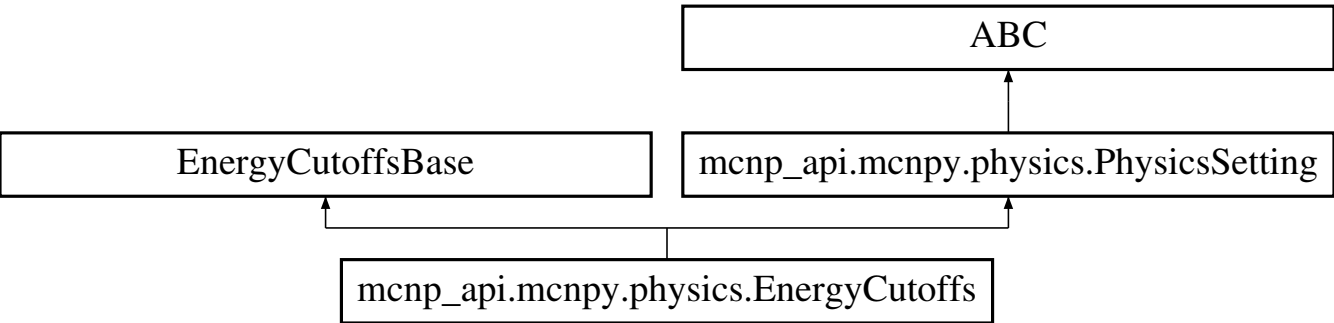 ABC
EnergyCutoffsBase
mcnp_api.mcnpy.physics.PhysicsSetting
mcnp_api.mcnpy.physics.EnergyCutoffs